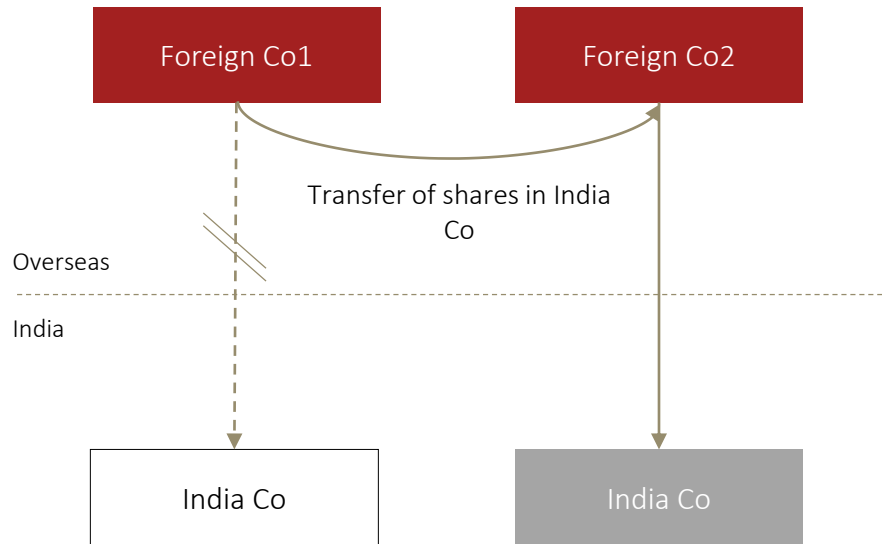 Foreign Co1
Foreign Co2
Transfer of shares in India
Co
Overseas
India
India Co
India Co